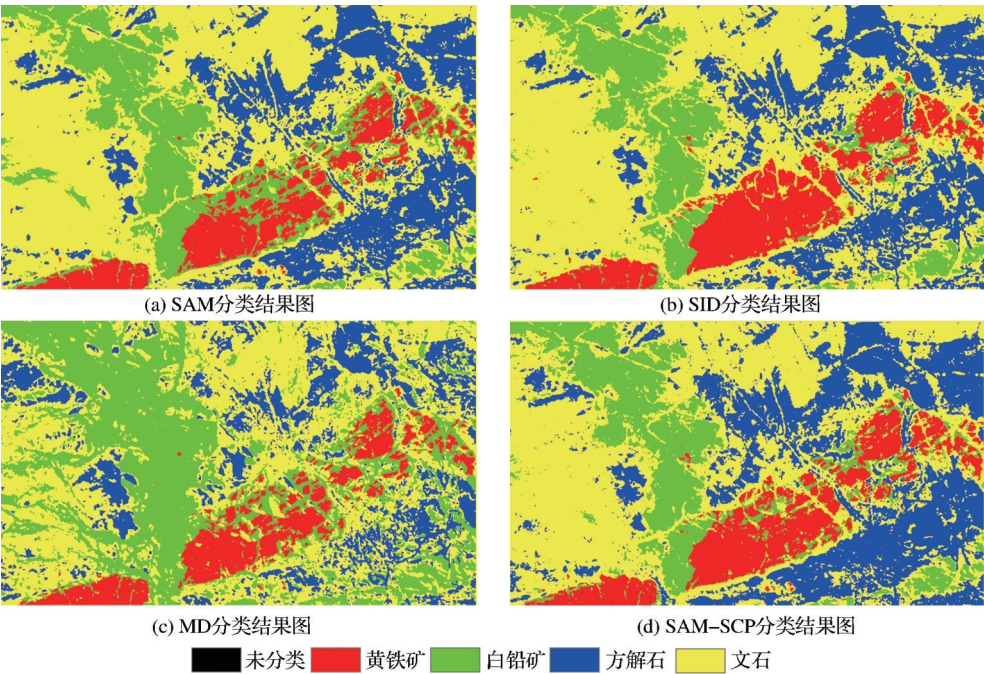 (a) SAM分类结果图
(b) SID分类结果图
(c) MD分类结果图
(d) SAM-SCP分类结果图
未分类 黄铁矿 白铅矿 方解石 文石